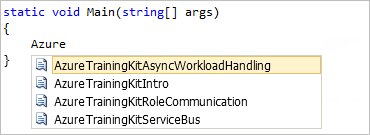 static void Main(string[] args)
{
Azure
}
AzureTrainingKitAsyncWorkloadHandling
AzureTrainingKitIntro
AzureTrainingKitRoleCommunication
AzureTrainingKitServiceBus